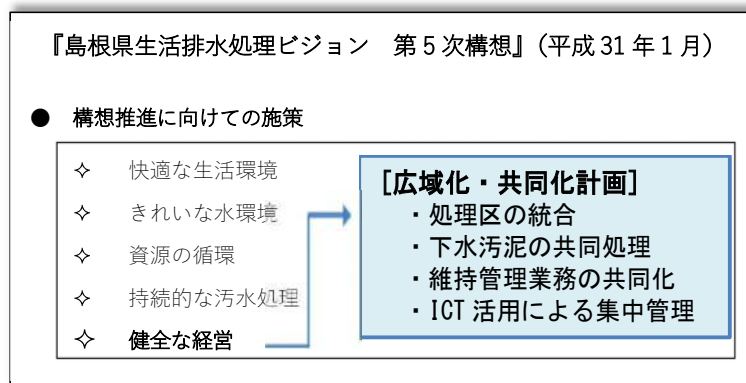 『島根県生活排水処理ビジョン　第5次構想』（平成31年1月）
● 構想推進に向けての施策
✧ 快適な生活環境
✧ きれいな水環境
✧ 資源の循環
✧ 持続的な汚水処理
✧ 健全な経営
[広域化・共同化計画]
・処理区の統合
・下水汚泥の共同処理
・維持管理業務の共同化
・ICT 活用による集中管理